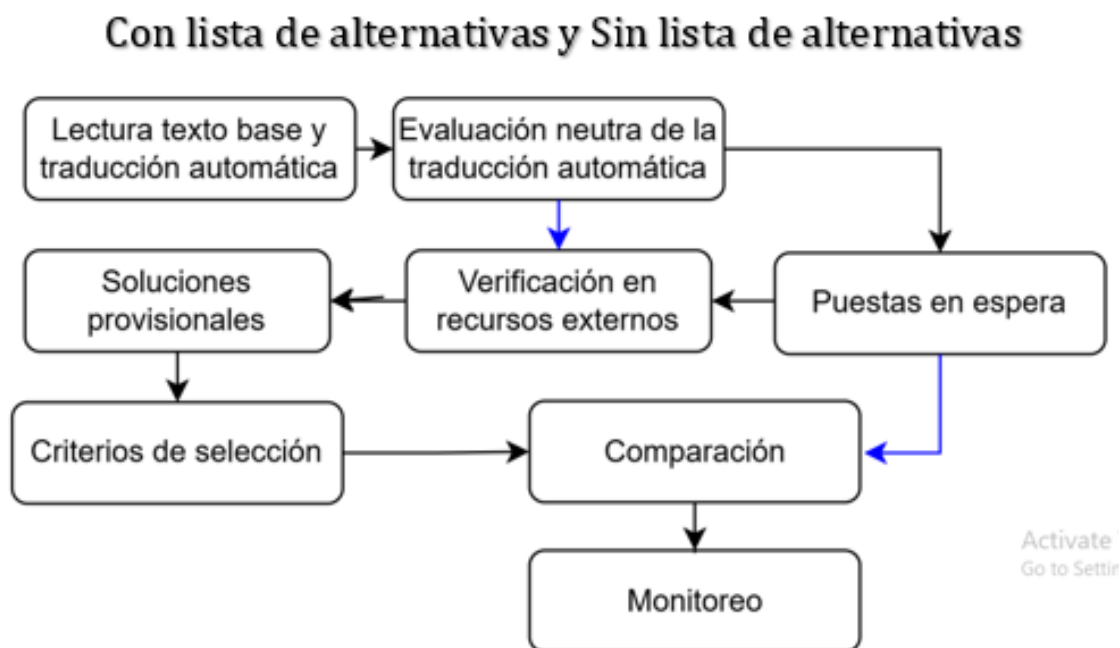 Con lista de alternativas y Sin lista de alternativas
Lectura texto base y
traducción automática
Evaluación neutra de la
traducción automática
Soluciones
provisionales
Verificación en
recursos externos
Puestas en espera
Criterios de selección
Comparación
Monitoreo
Activate
Go to Settin